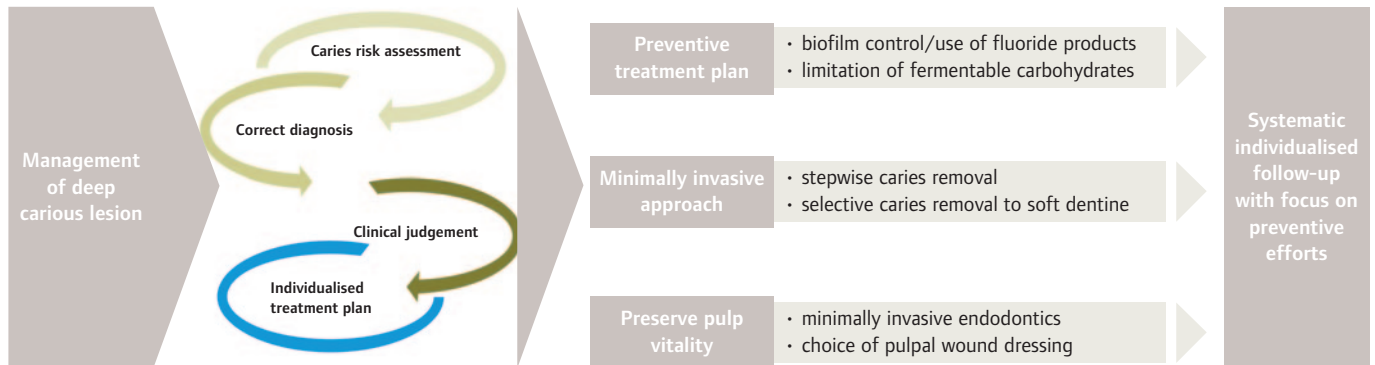 Management
of deep
carious lesion
Caries risk assessment
Correct diagnosis
Clinical judgement
Individualised
treatment plan
Preventive
treatment plan
· biofilm control/use of fluoride products
· limitation of fermentable carbohydrates
Minimally invasive
approach
· stepwise caries removal
· selective caries removal to soft dentine
Preserve pulp
vitality
· minimally invasive endodontics
· choice of pulpal wound dressing
Systematic
individualised
follow-up
with focus on
preventive
efforts